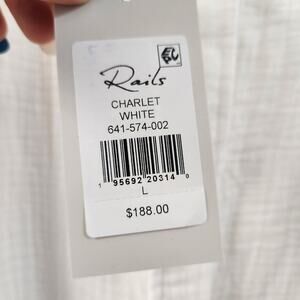 Rails
CHARLET
WHITE
641-574-002
1 95692 20314 0
L
$188.00